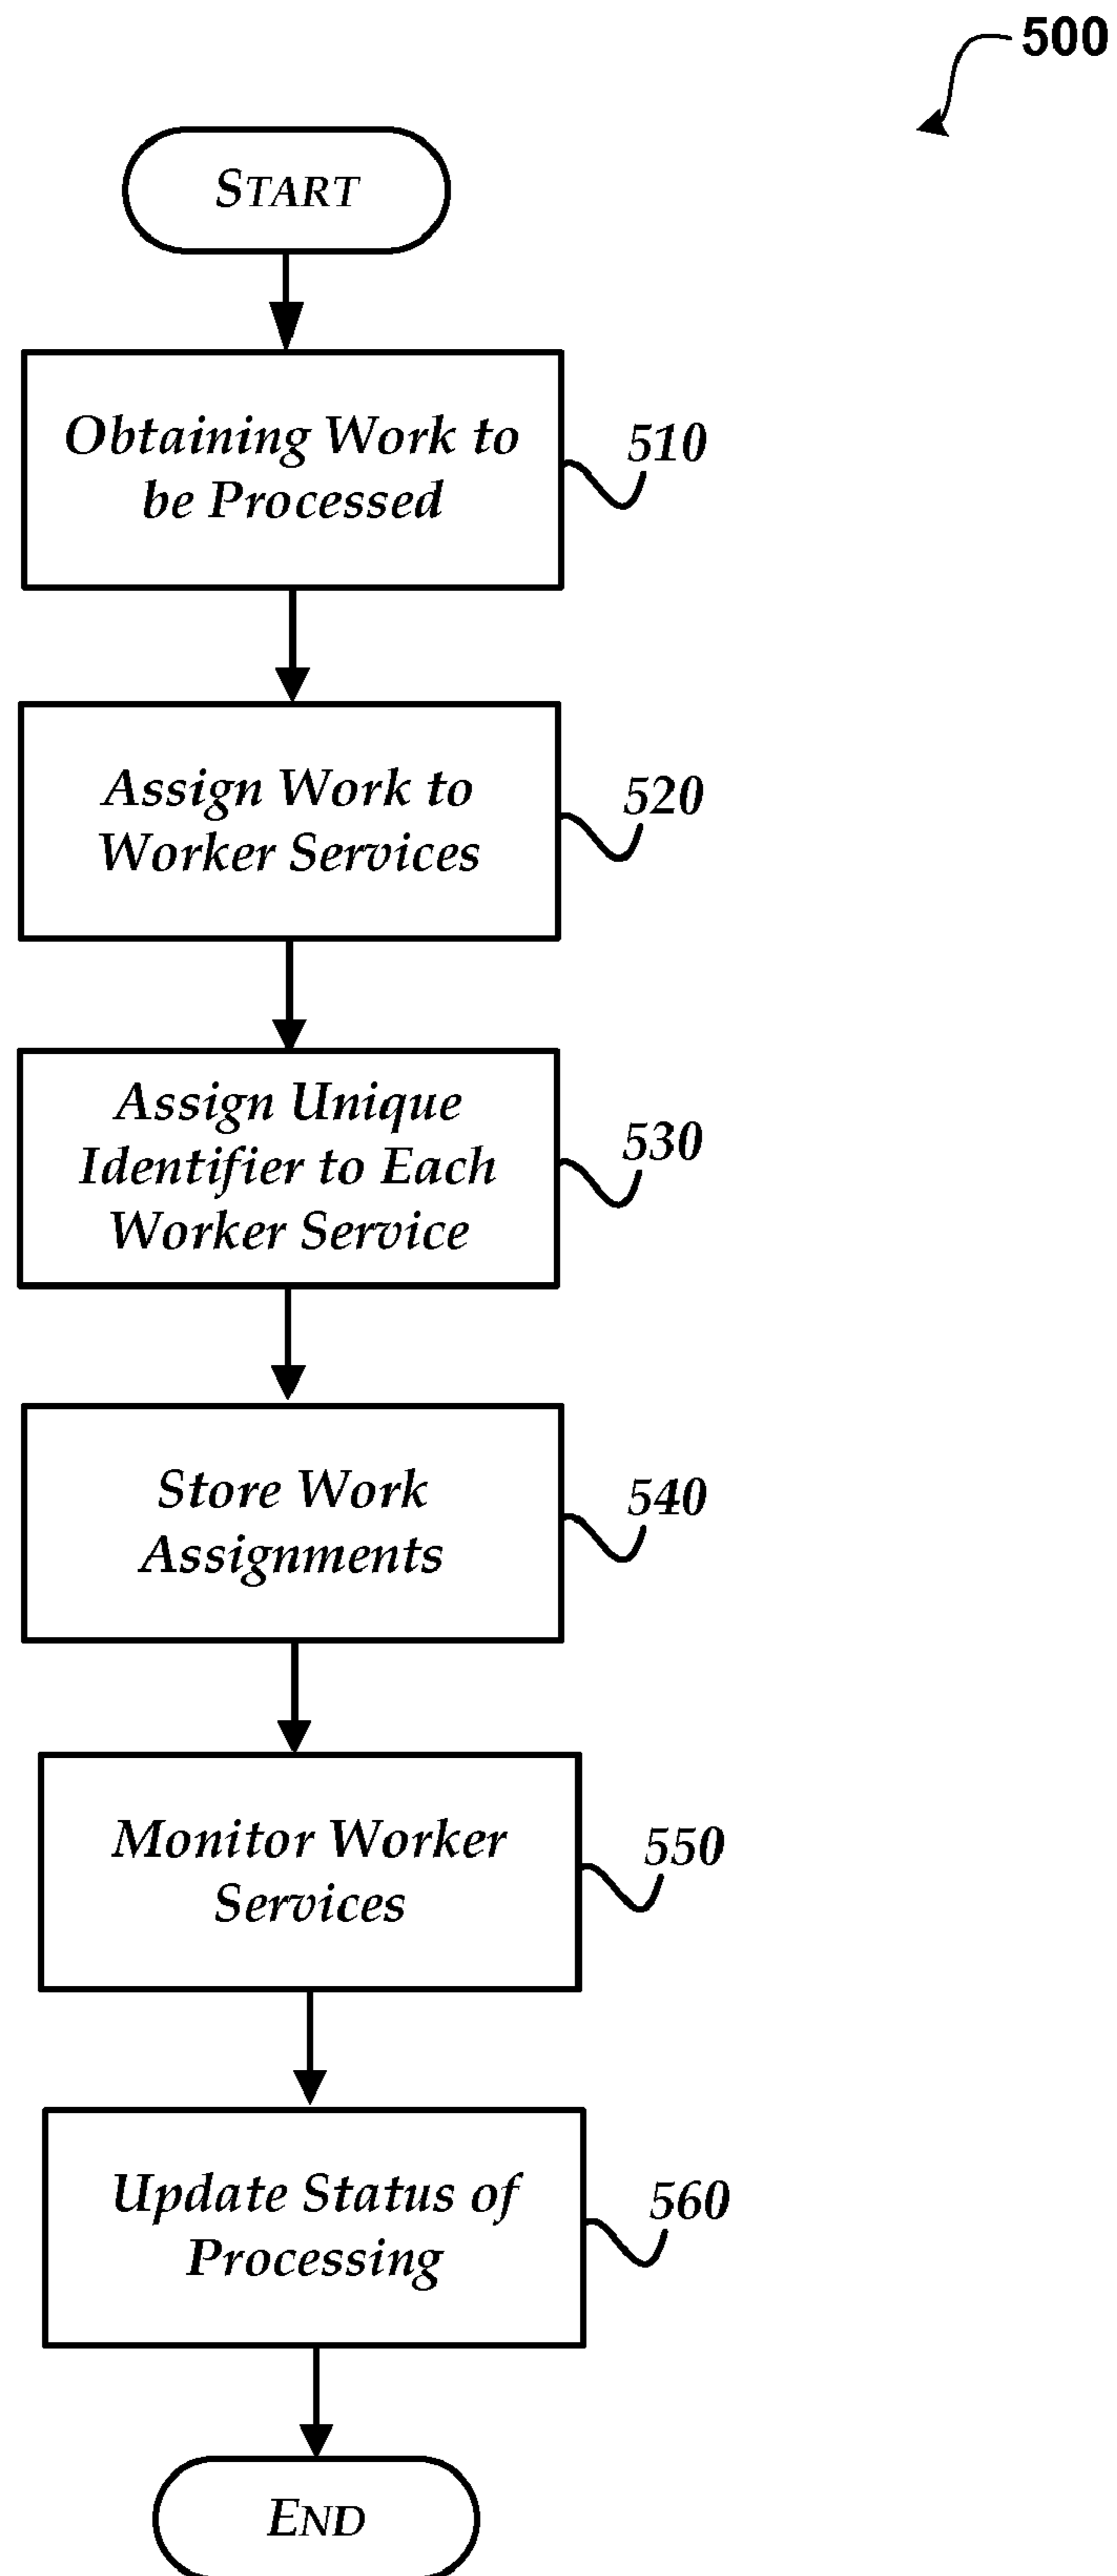 500
START
Obtaining Work to
be Processed
510
Assign Work to
Worker Services
520
Assign Unique
Identifier to Each
Worker Service
530
Store Work
Assignments
540
Monitor Worker
Services
550
Update Status of
Processing
560
END